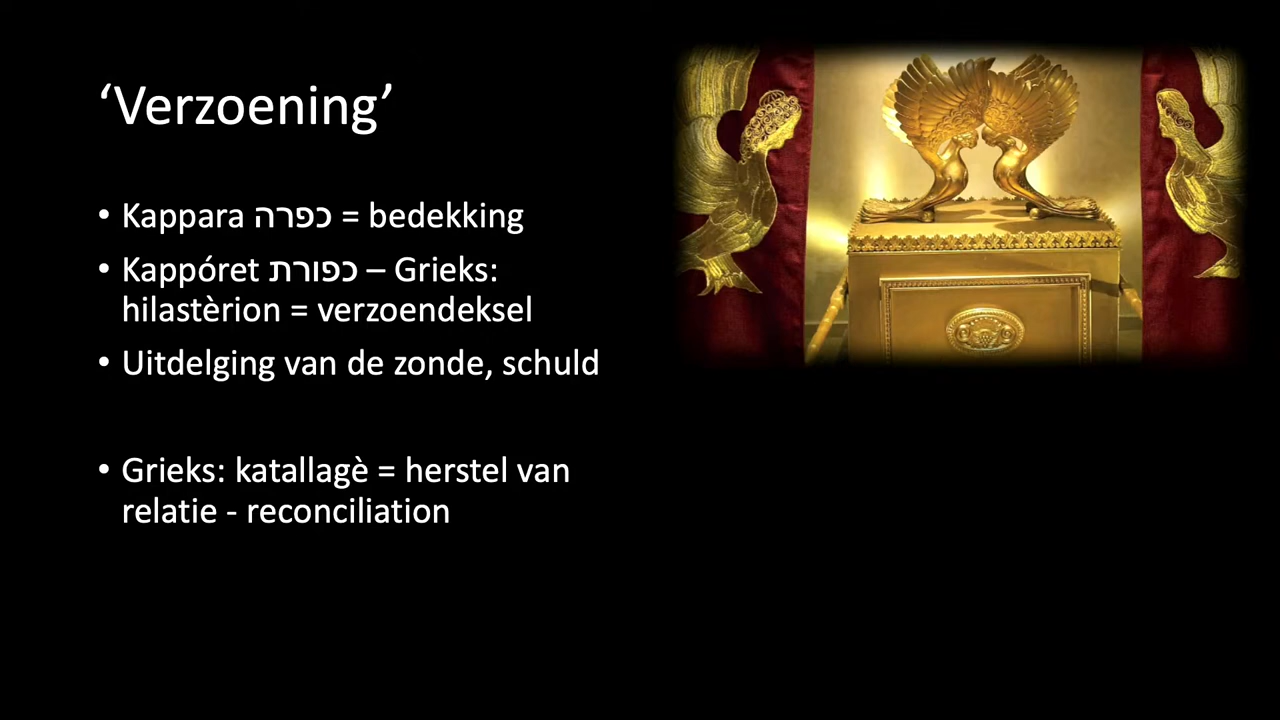 ‘Verzoening’
• Kappara כפרה = bedekking
• Kappóret כפורת – Grieks:
hilastèrion = verzoendeksel
• Uitdelging van de zonde, schuld
• Grieks: katallagè = herstel van
relatie - reconciliation